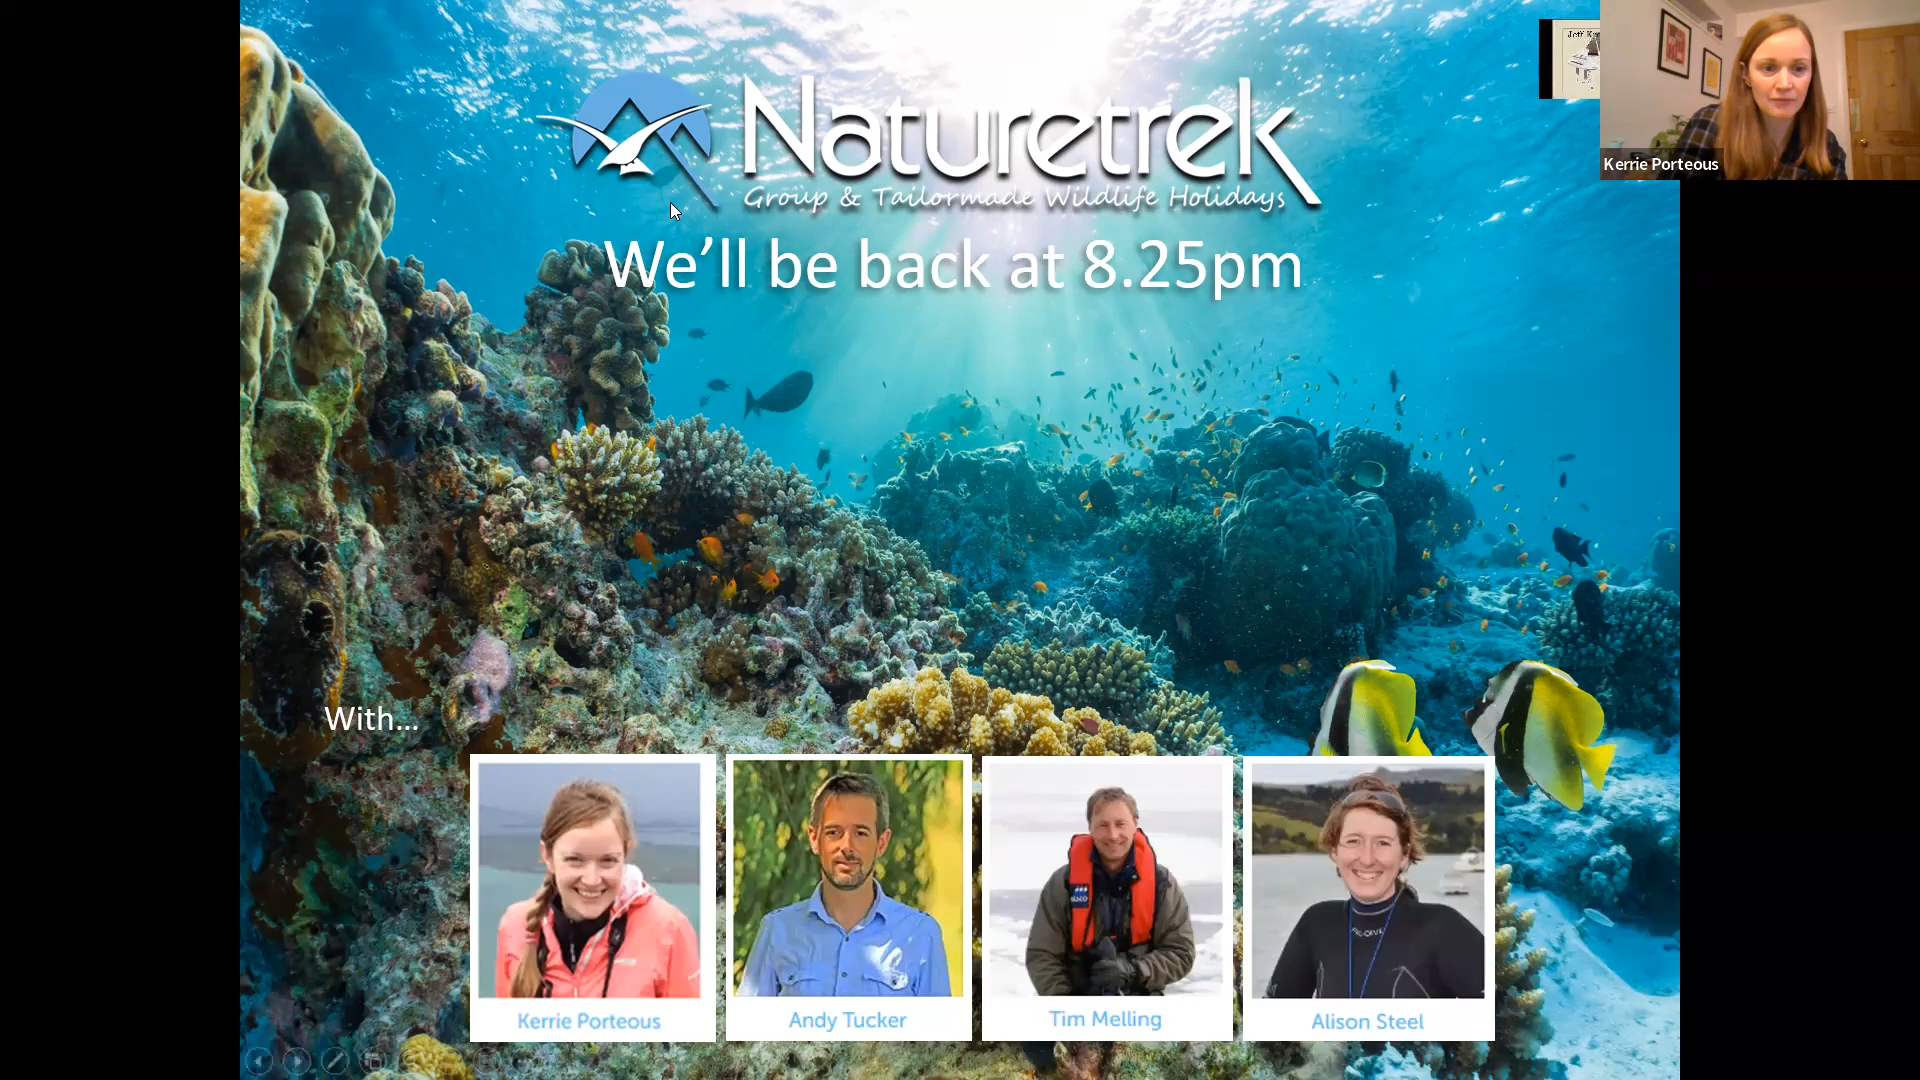 Naturetrek
Group & Tailormade Wildlife Holidays
We'll be back at 8.25pm
Kerrie Porteous
With...
Kerrie Porteous
Andy Tucker
Tim Melling
Alison Steel